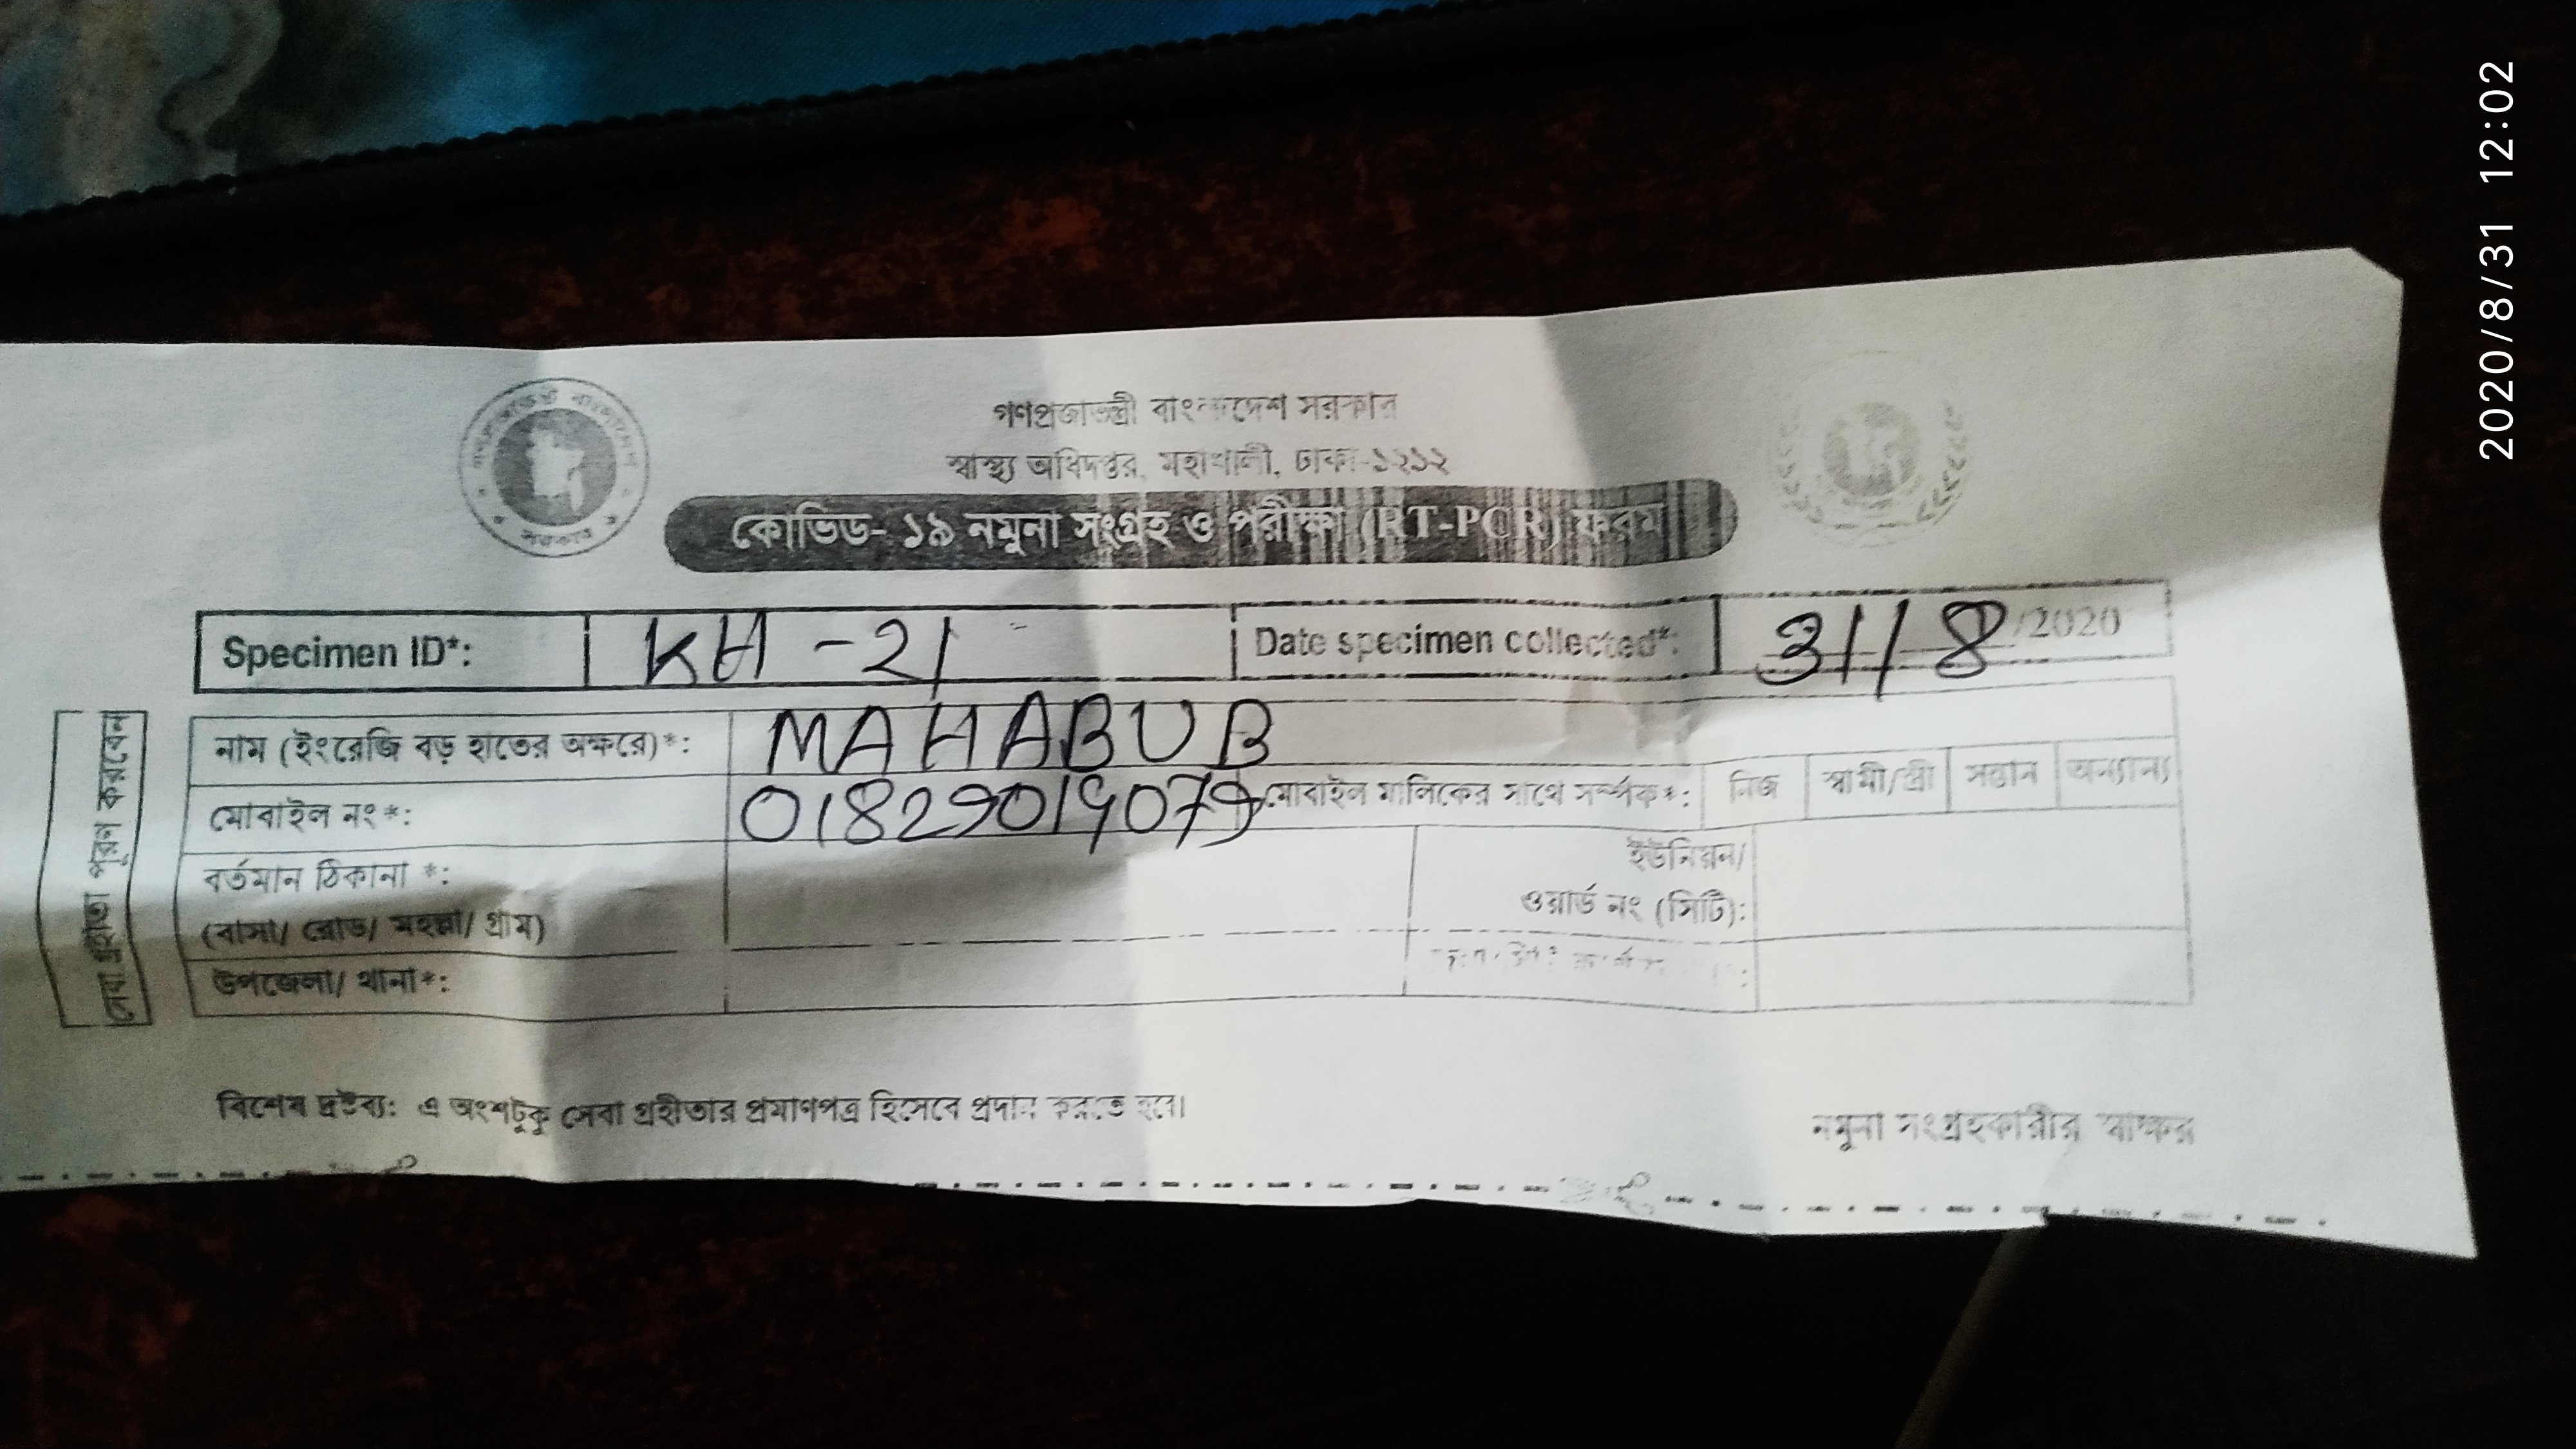 গণপ্রজাতন্ত্রী বাংলাদেশ সরকার
স্বাস্থ্য অধিদপ্তর, মহাখালী, ঢাকা-১২১২
কোভিড-১৯ নমুনা সংগ্রহ ও পরীক্ষা (RT-PCR) ফরম
Specimen ID*: KH-21 Date specimen collected*: 31/8/2020
সেবা গ্রহীতা পূরণ করবেন
নাম (ইংরেজি বড় হাতের অক্ষরে)*: MAHABUB
মোবাইল নং*: 01829019079 মোবাইল মালিকের সাথে সর্ম্পক*: নিজ স্বামী/স্ত্রী সন্তান অন্যান্য
বর্তমান ঠিকানা *:
(বাসা/ রোড/ মহল্লা/ গ্রাম)
ইউনিয়ন/
ওয়ার্ড নং (সিটি):
উপজেলা/ থানা*:
নমুনা সংগ্রহকারীর স্বাক্ষর
বিশেষ দ্রষ্টব্য: এ অংশটুকু সেবা গ্রহীতার প্রমাণপত্র হিসেবে প্রদান করতে হবে।
2020/8/31 12:02